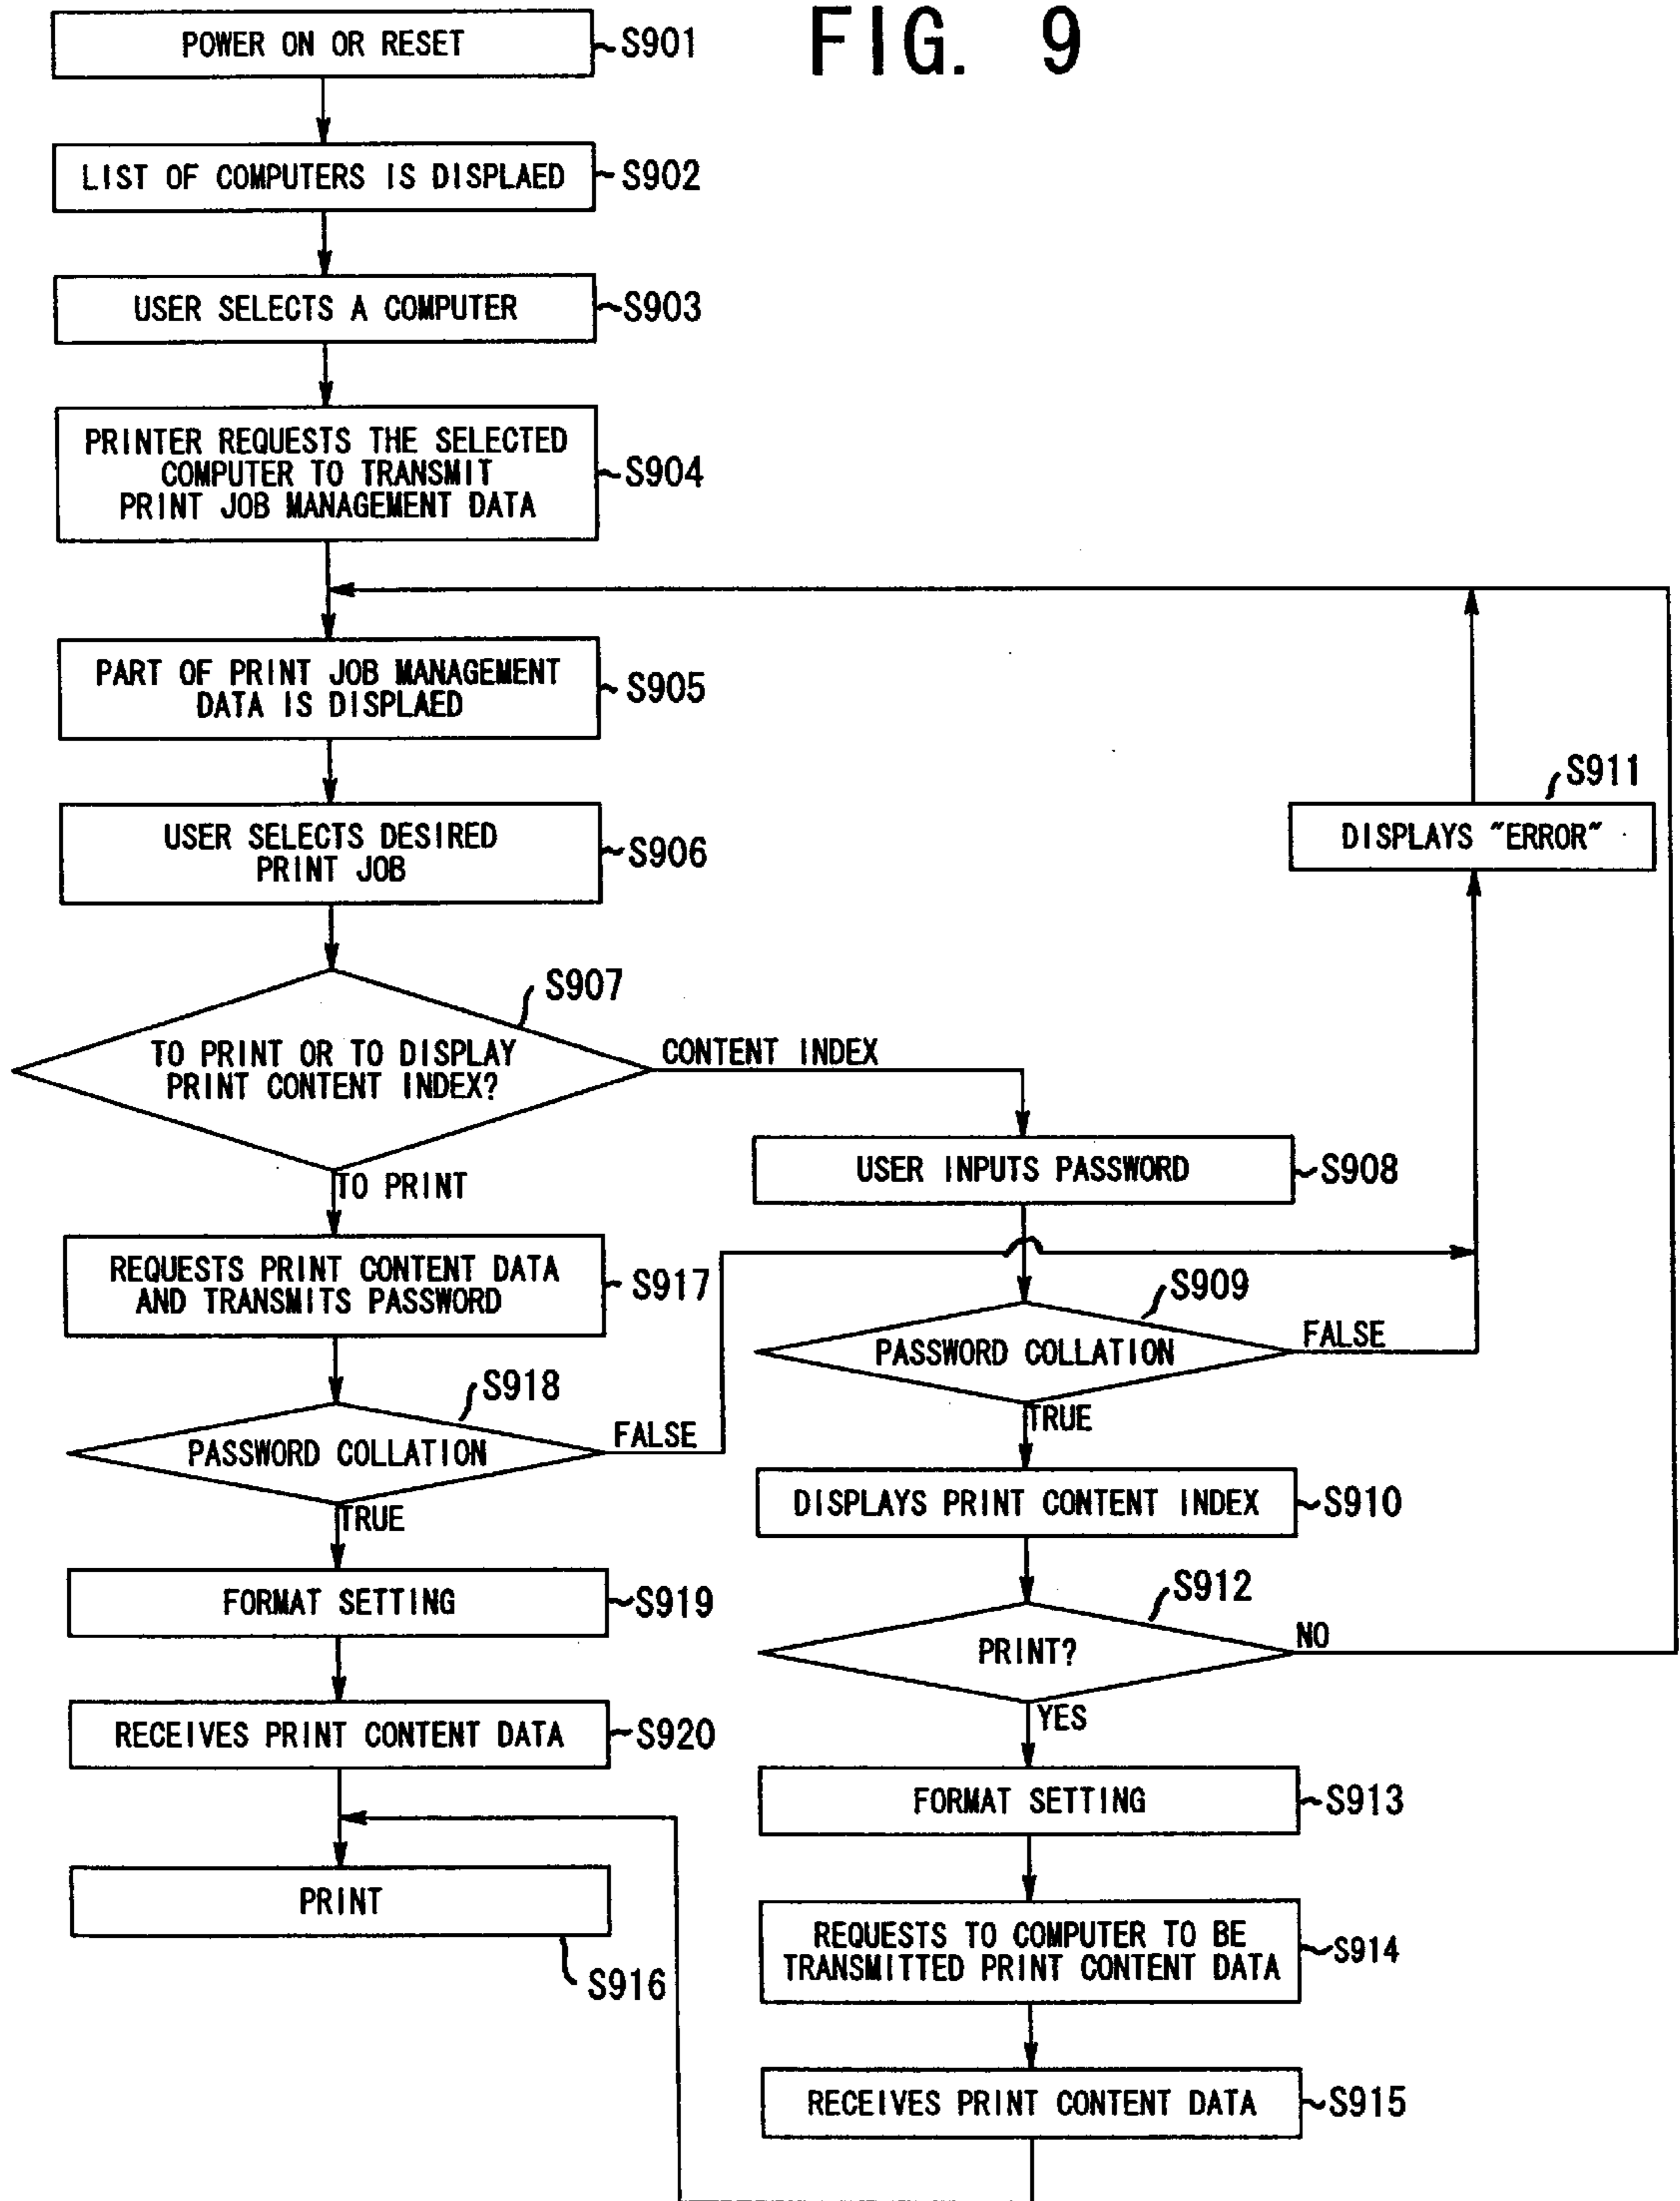 FIG. 9
POWER ON OR RESET
S901
LIST OF COMPUTERS IS DISPLAED
S902
USER SELECTS A COMPUTER
S903
PRINTER REQUESTS THE SELECTED
COMPUTER TO TRANSMIT
PRINT JOB MANAGEMENT DATA
S904
PART OF PRINT JOB MANAGEMENT
DATA IS DISPLAED
S905
USER SELECTS DESIRED
PRINT JOB
S906
S911
DISPLAYS "ERROR"
S907
TO PRINT OR TO DISPLAY
PRINT CONTENT INDEX?
CONTENT INDEX
TO PRINT
USER INPUTS PASSWORD
S908
REQUESTS PRINT CONTENT DATA
AND TRANSMITS PASSWORD
S917
S909
PASSWORD COLLATION
FALSE
TRUE
S918
PASSWORD COLLATION
FALSE
TRUE
DISPLAYS PRINT CONTENT INDEX
S910
FORMAT SETTING
S919
S912
PRINT?
NO
YES
RECEIVES PRINT CONTENT DATA
S920
FORMAT SETTING
S913
PRINT
S916
REQUESTS TO COMPUTER TO BE
TRANSMITTED PRINT CONTENT DATA
S914
RECEIVES PRINT CONTENT DATA
S915